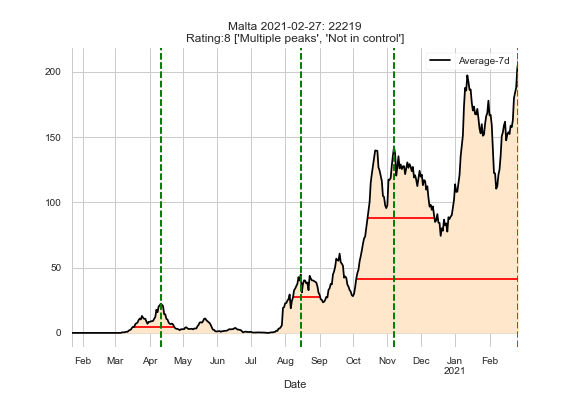 Malta 2021-02-27: 22219
Rating:8 ['Multiple peaks', 'Not in control']
Average-7d
200
150
100
50
0
Feb Mar Apr May Jun Jul Aug Sep Oct Nov Dec Jan Feb
2021
Date